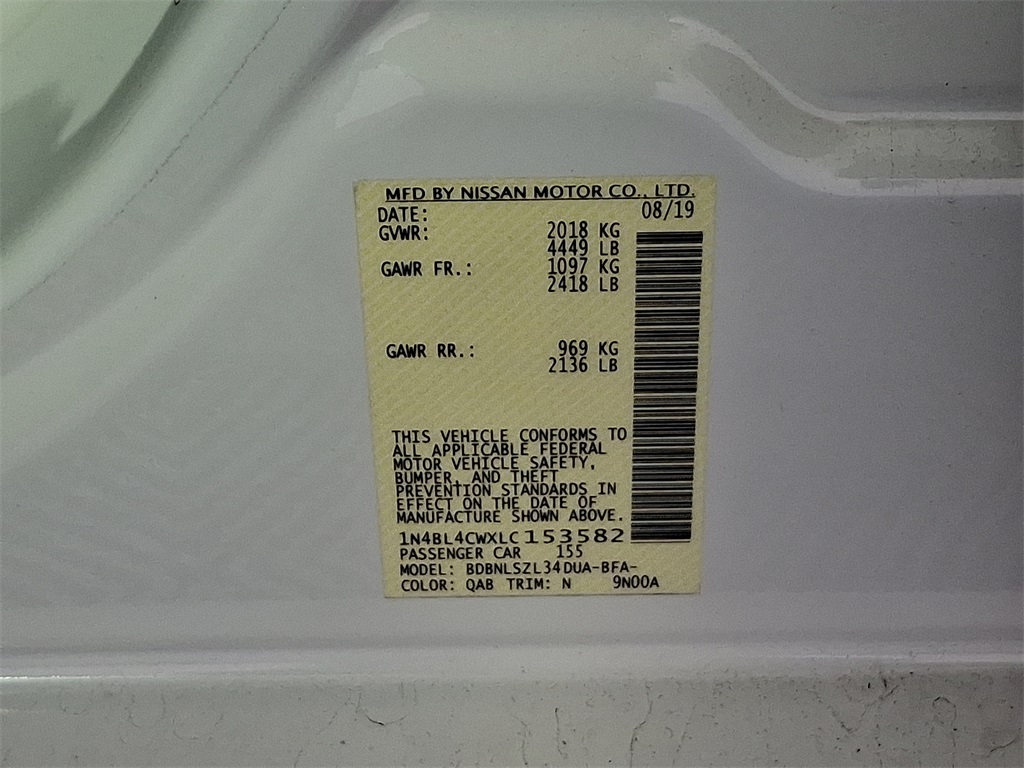 MFD BY NISSAN MOTOR CO., LTD.
DATE: 08/19
GVWR: 2018 KG
4449 LB
GAWR FR.: 1097 KG
2418 LB
GAWR RR.: 969 KG
2136 LB
THIS VEHICLE CONFORMS TO
ALL APPLICABLE FEDERAL
MOTOR VEHICLE SAFETY,
BUMPER, AND THEFT
PREVENTION STANDARDS IN
EFFECT ON THE DATE OF
MANUFACTURE SHOWN ABOVE.
1N4BL4CWXLC153582
PASSENGER CAR 155
MODEL: BDBNLSZL34DUA-BFA-
COLOR: QAB TRIM: N 9N00A